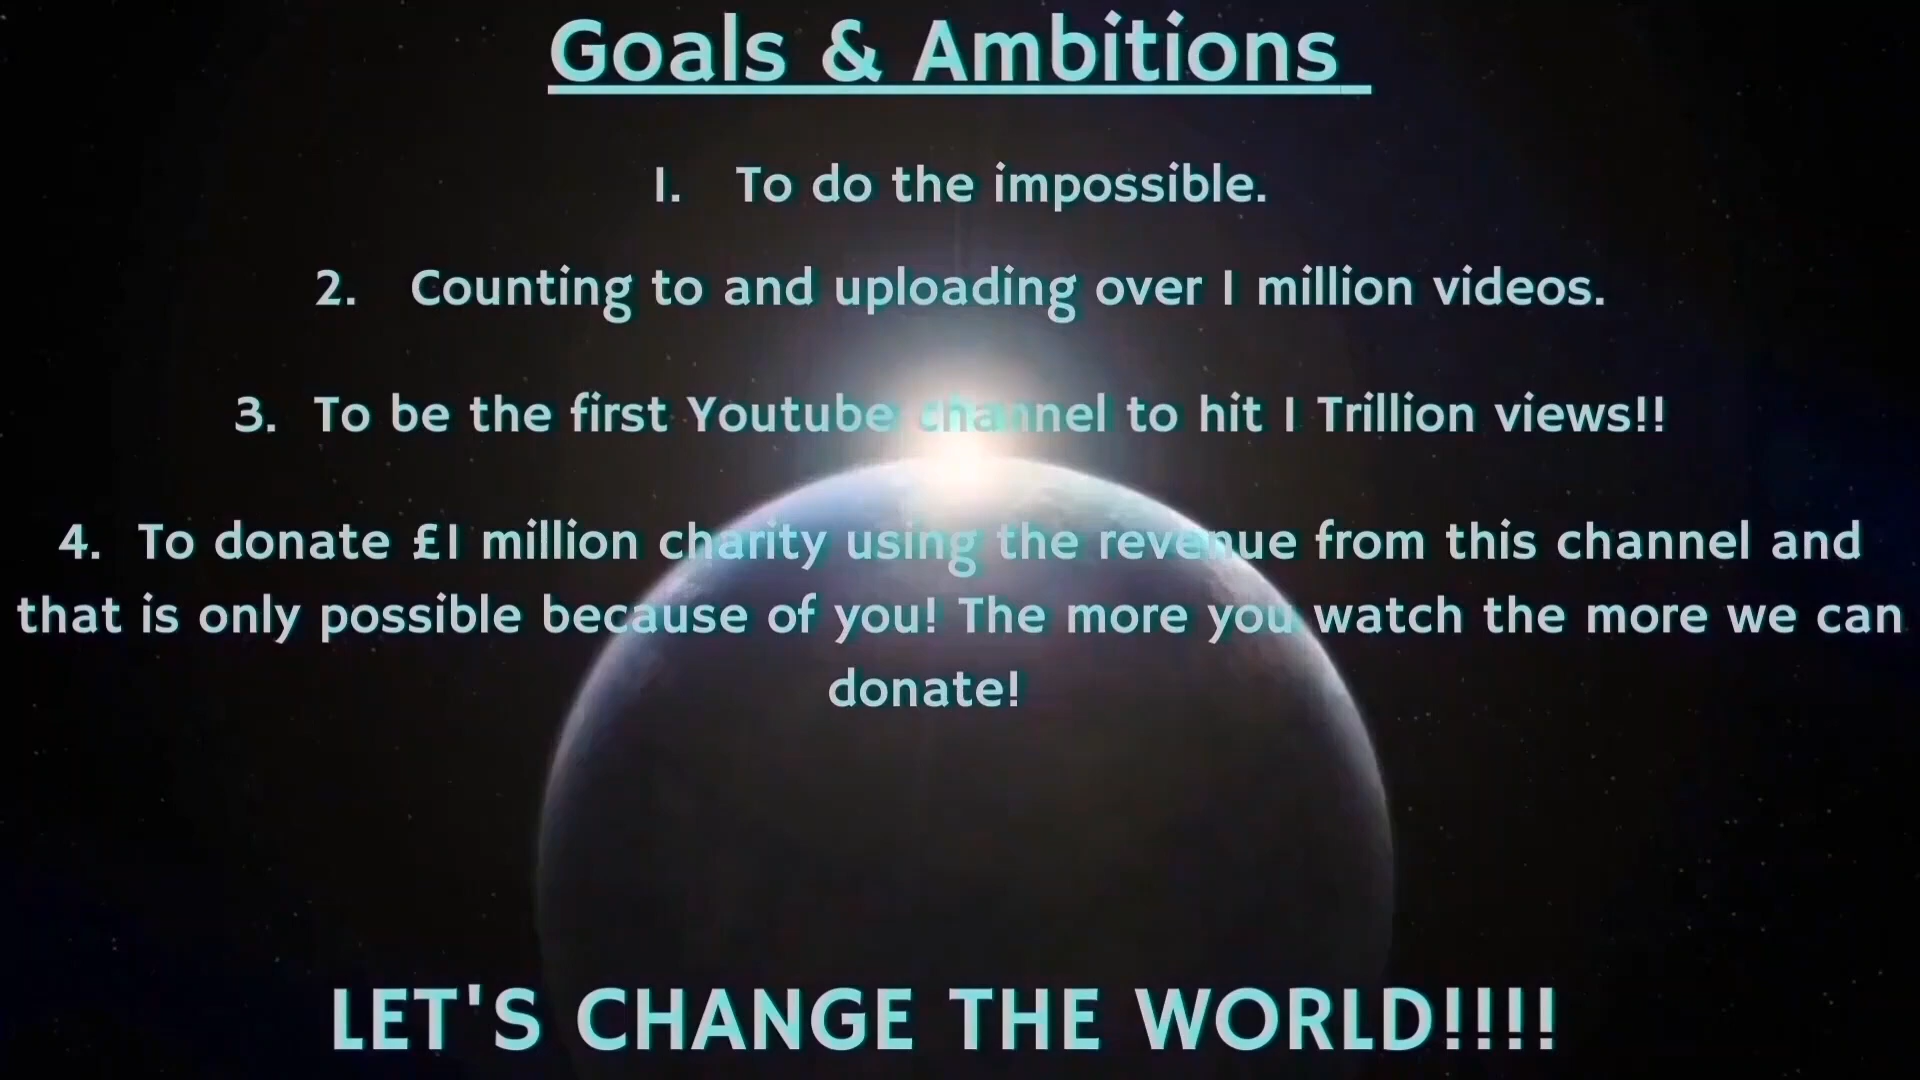 Goals & Ambitions
1. To do the impossible.
2. Counting to and uploading over 1 million videos.
3. To be the first Youtube channel to hit 1 Trillion views!!
4. To donate £1 million charity using the revenue from this channel and
that is only possible because of you! The more you watch the more we can
donate!
LET'S CHANGE THE WORLD!!!!